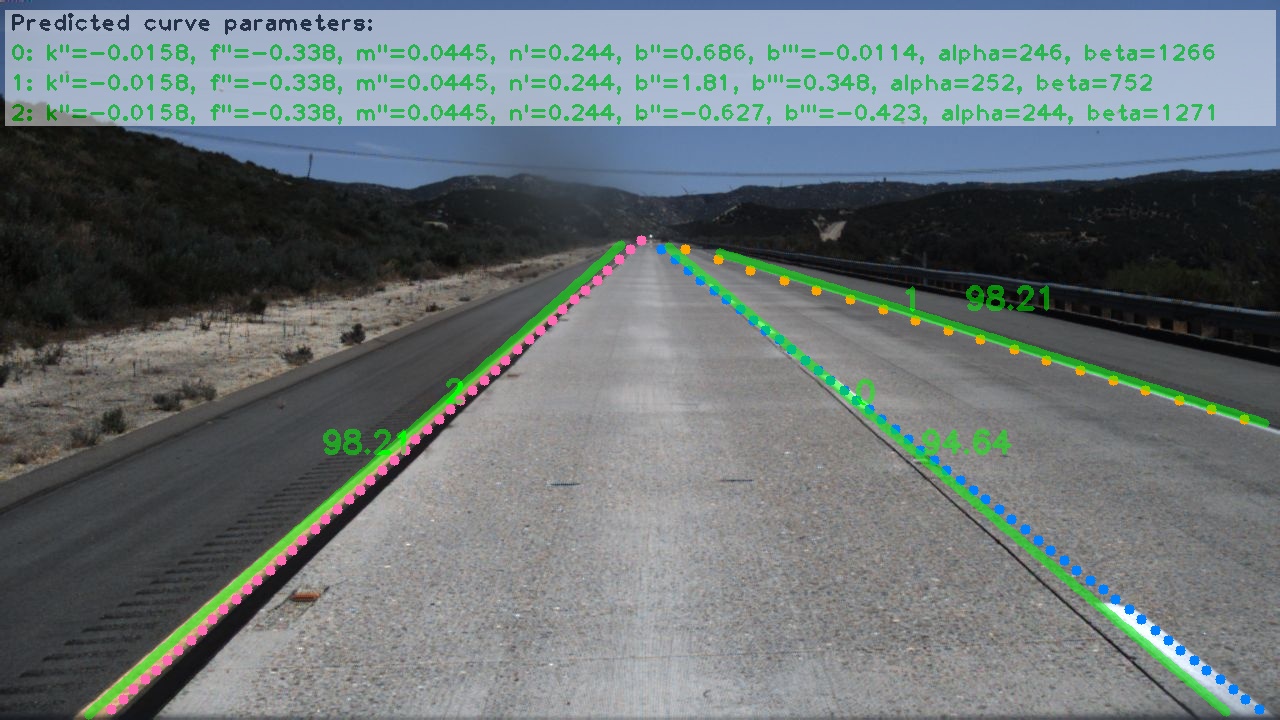 Predicted curve parameters:
0: k''=-0.0158, f''=-0.338, m''=0.0445, n'=0.244, b''=0.686, b'''=-0.0114, alpha=246, beta=1266
1: k''=-0.0158, f''=-0.338, m''=0.0445, n'=0.244, b''=1.81, b'''=0.348, alpha=252, beta=752
2: k''=-0.0158, f''=-0.338, m''=0.0445, n'=0.244, b''=-0.627, b'''=-0.423, alpha=244, beta=1271
1 98.21
2 0
98.21 94.64